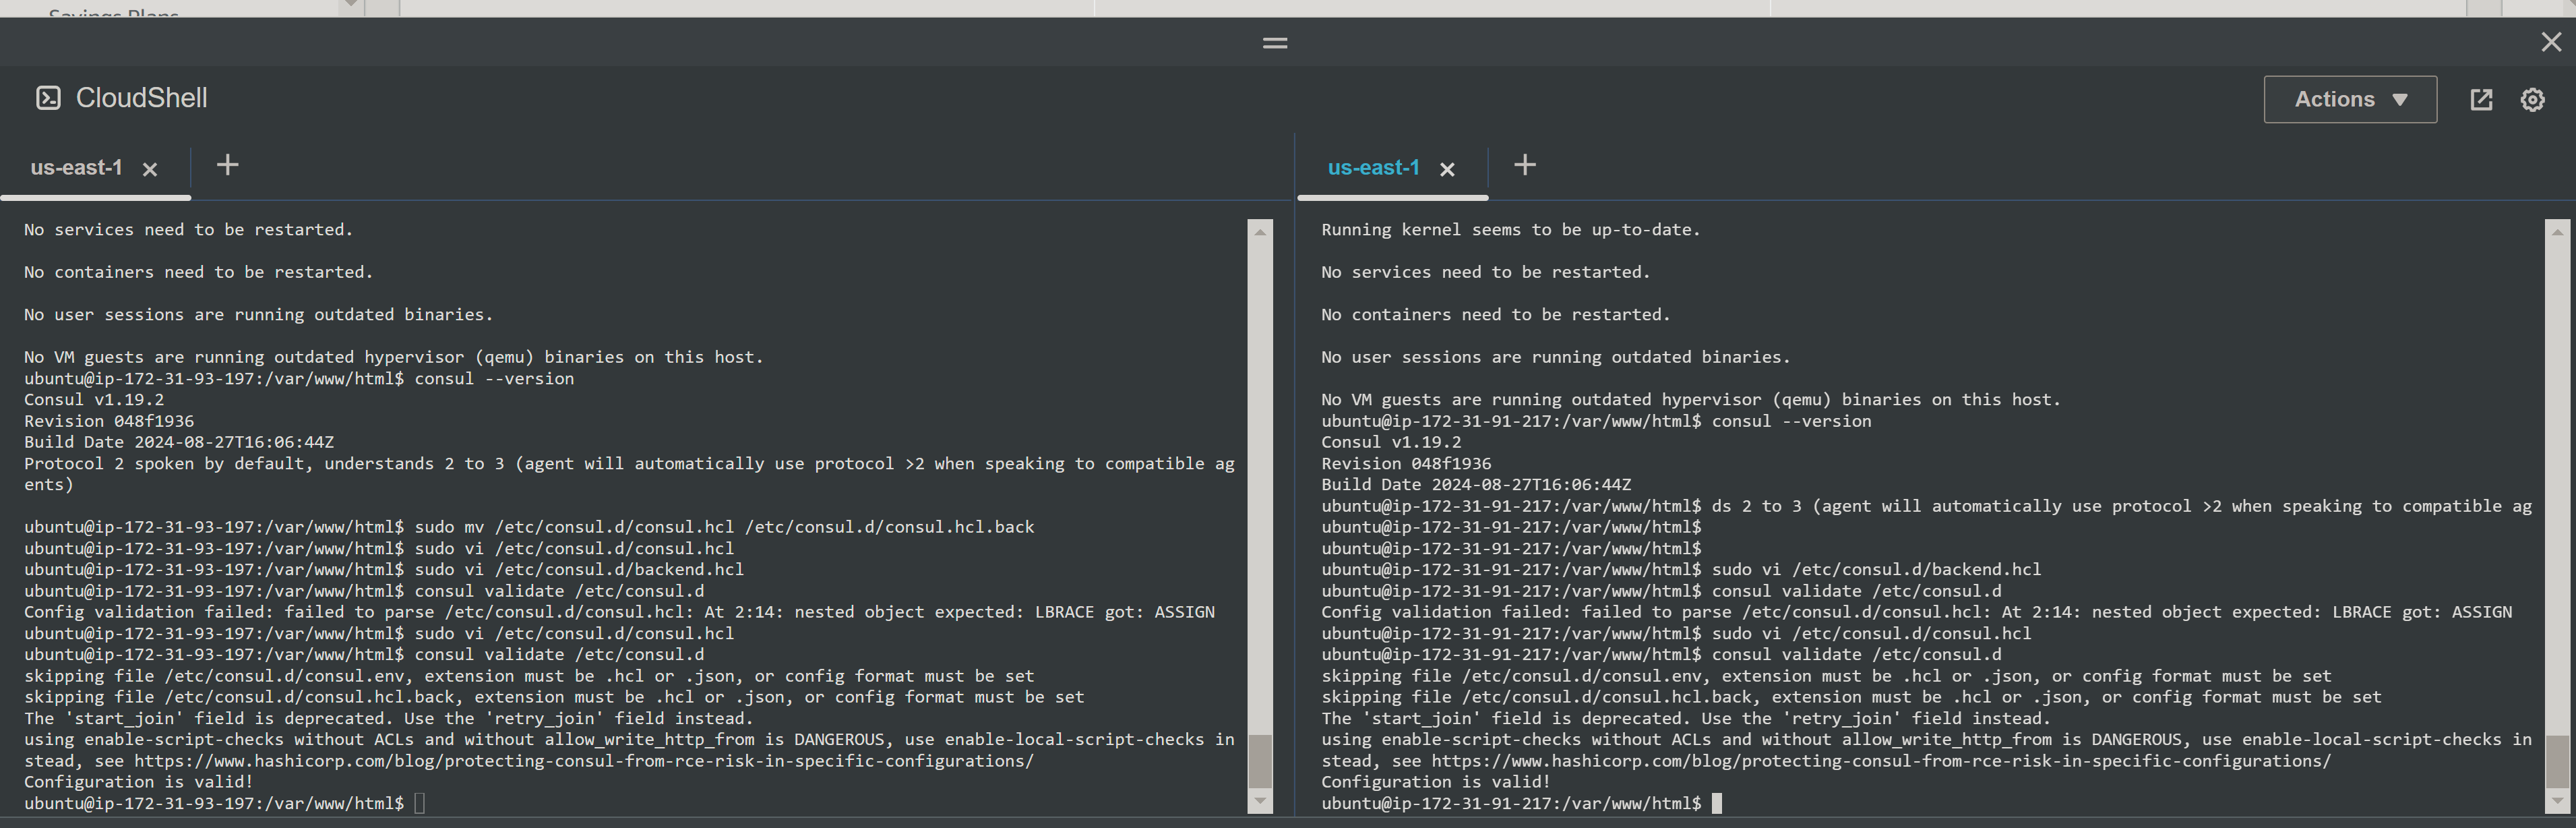 Savings Plans
CloudShell
Actions
us-east-1
No services need to be restarted.
No containers need to be restarted.
No user sessions are running outdated binaries.
No VM guests are running outdated hypervisor (qemu) binaries on this host.
ubuntu@ip-172-31-93-197:/var/www/html$ consul --version
Consul v1.19.2
Revision 048f1936
Build Date 2024-08-27T16:06:44Z
Protocol 2 spoken by default, understands 2 to 3 (agent will automatically use protocol >2 when speaking to compatible ag
ents)
ubuntu@ip-172-31-93-197:/var/www/html$ sudo mv /etc/consul.d/consul.hcl /etc/consul.d/consul.hcl.back
ubuntu@ip-172-31-93-197:/var/www/html$ sudo vi /etc/consul.d/consul.hcl
ubuntu@ip-172-31-93-197:/var/www/html$ sudo vi /etc/consul.d/backend.hcl
ubuntu@ip-172-31-93-197:/var/www/html$ consul validate /etc/consul.d
Config validation failed: failed to parse /etc/consul.d/consul.hcl: At 2:14: nested object expected: LBRACE got: ASSIGN
ubuntu@ip-172-31-93-197:/var/www/html$ sudo vi /etc/consul.d/consul.hcl
ubuntu@ip-172-31-93-197:/var/www/html$ consul validate /etc/consul.d
skipping file /etc/consul.d/consul.env, extension must be .hcl or .json, or config format must be set
skipping file /etc/consul.d/consul.hcl.back, extension must be .hcl or .json, or config format must be set
The 'start_join' field is deprecated. Use the 'retry_join' field instead.
using enable-script-checks without ACLs and without allow_write_http_from is DANGEROUS, use enable-local-script-checks in
stead, see https://www.hashicorp.com/blog/protecting-consul-from-rce-risk-in-specific-configurations/
Configuration is valid!
ubuntu@ip-172-31-93-197:/var/www/html$
us-east-1
Running kernel seems to be up-to-date.
No services need to be restarted.
No containers need to be restarted.
No user sessions are running outdated binaries.
No VM guests are running outdated hypervisor (qemu) binaries on this host.
ubuntu@ip-172-31-91-217:/var/www/html$ consul --version
Consul v1.19.2
Revision 048f1936
Build Date 2024-08-27T16:06:44Z
ubuntu@ip-172-31-91-217:/var/www/html$ ds 2 to 3 (agent will automatically use protocol >2 when speaking to compatible ag
ubuntu@ip-172-31-91-217:/var/www/html$
ubuntu@ip-172-31-91-217:/var/www/html$
ubuntu@ip-172-31-91-217:/var/www/html$ sudo vi /etc/consul.d/backend.hcl
ubuntu@ip-172-31-91-217:/var/www/html$ consul validate /etc/consul.d
Config validation failed: failed to parse /etc/consul.d/consul.hcl: At 2:14: nested object expected: LBRACE got: ASSIGN
ubuntu@ip-172-31-91-217:/var/www/html$ sudo vi /etc/consul.d/consul.hcl
ubuntu@ip-172-31-91-217:/var/www/html$ consul validate /etc/consul.d
skipping file /etc/consul.d/consul.env, extension must be .hcl or .json, or config format must be set
skipping file /etc/consul.d/consul.hcl.back, extension must be .hcl or .json, or config format must be set
The 'start_join' field is deprecated. Use the 'retry_join' field instead.
using enable-script-checks without ACLs and without allow_write_http_from is DANGEROUS, use enable-local-script-checks in
stead, see https://www.hashicorp.com/blog/protecting-consul-from-rce-risk-in-specific-configurations/
Configuration is valid!
ubuntu@ip-172-31-91-217:/var/www/html$